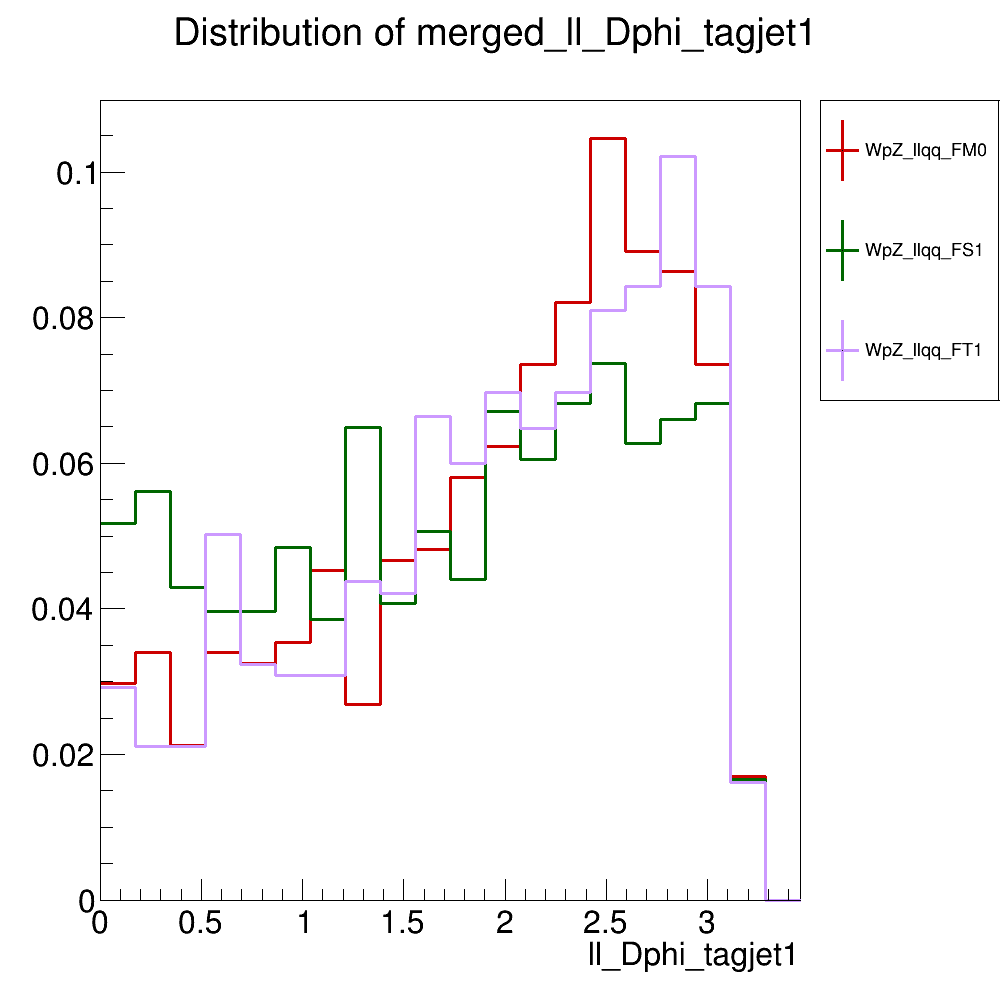 Distribution of merged_ll_Dphi_tagjet1
WpZ_llqq_FM0
WpZ_llqq_FS1
WpZ_llqq_FT1
0.1
0.08
0.06
0.04
0.02
0
0 0.5 1 1.5 2 2.5 3
ll_Dphi_tagjet1